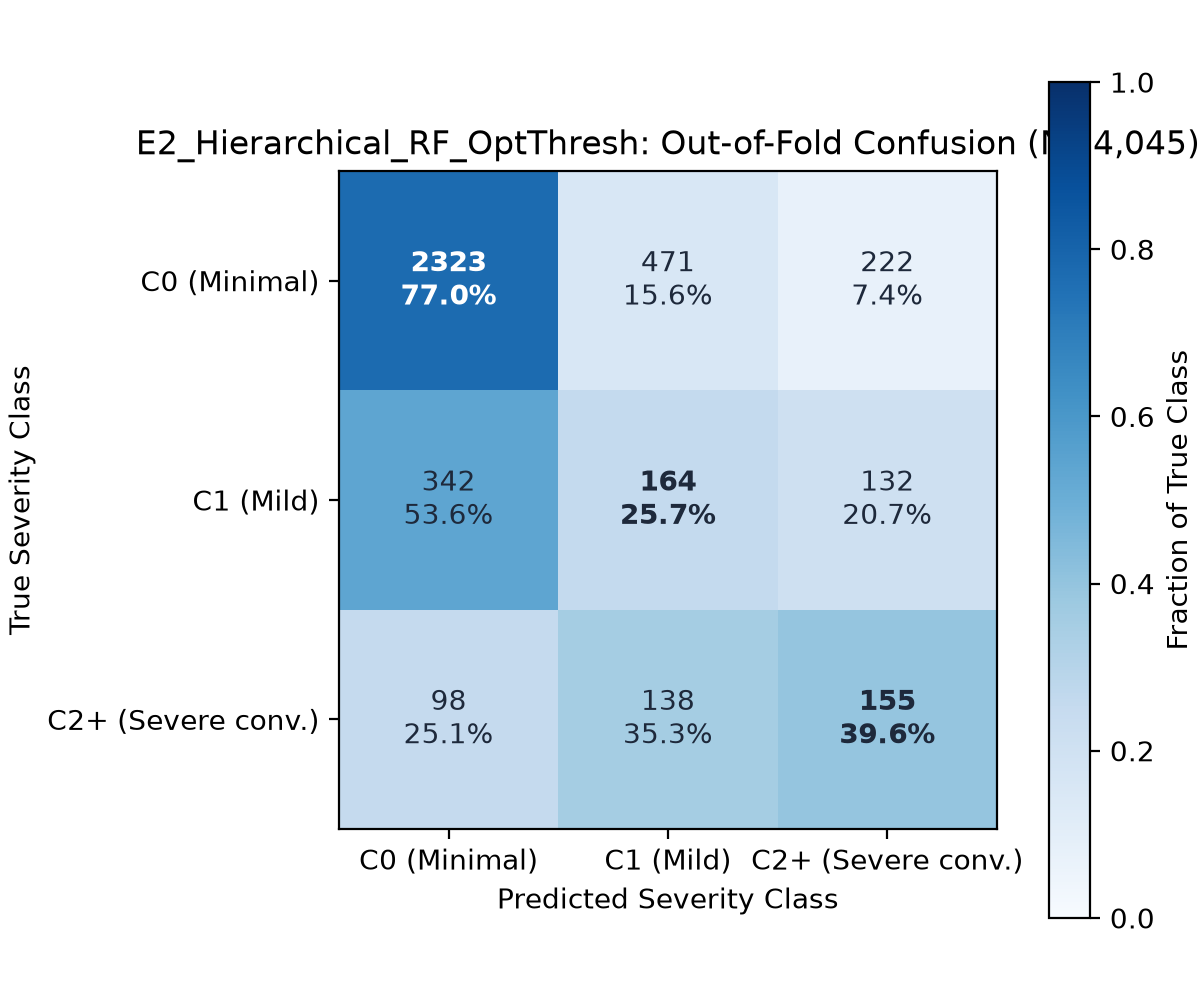 E2_Hierarchical_RF_OptThresh: Out-of-Fold Confusion (N 4,045)
C0 (Minimal)
2323
77.0%
471
15.6%
222
7.4%
C1 (Mild)
342
53.6%
164
25.7%
132
20.7%
C2+ (Severe conv.)
98
25.1%
138
35.3%
155
39.6%
C0 (Minimal)
C1 (Mild)
C2+ (Severe conv.)
Predicted Severity Class
True Severity Class
1.0
0.8
0.6
0.4
0.2
0.0
Fraction of True Class